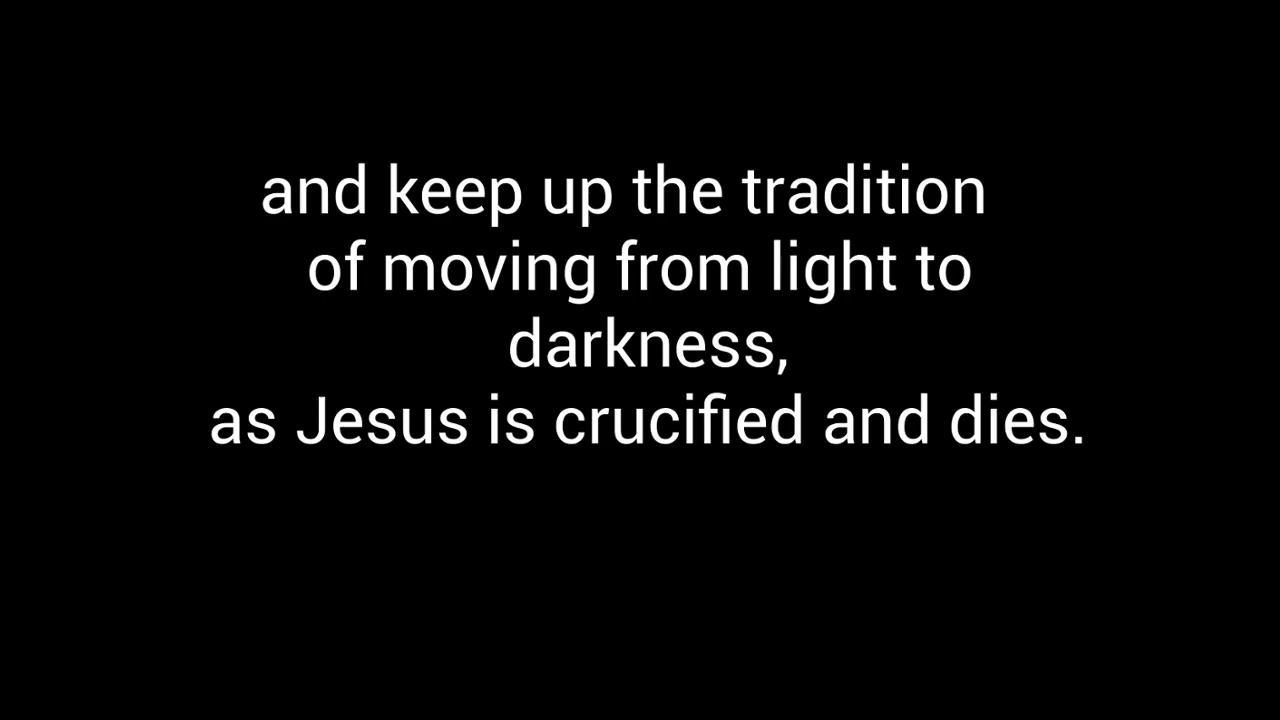 and keep up the tradition
of moving from light to
darkness,
as Jesus is crucified and dies.